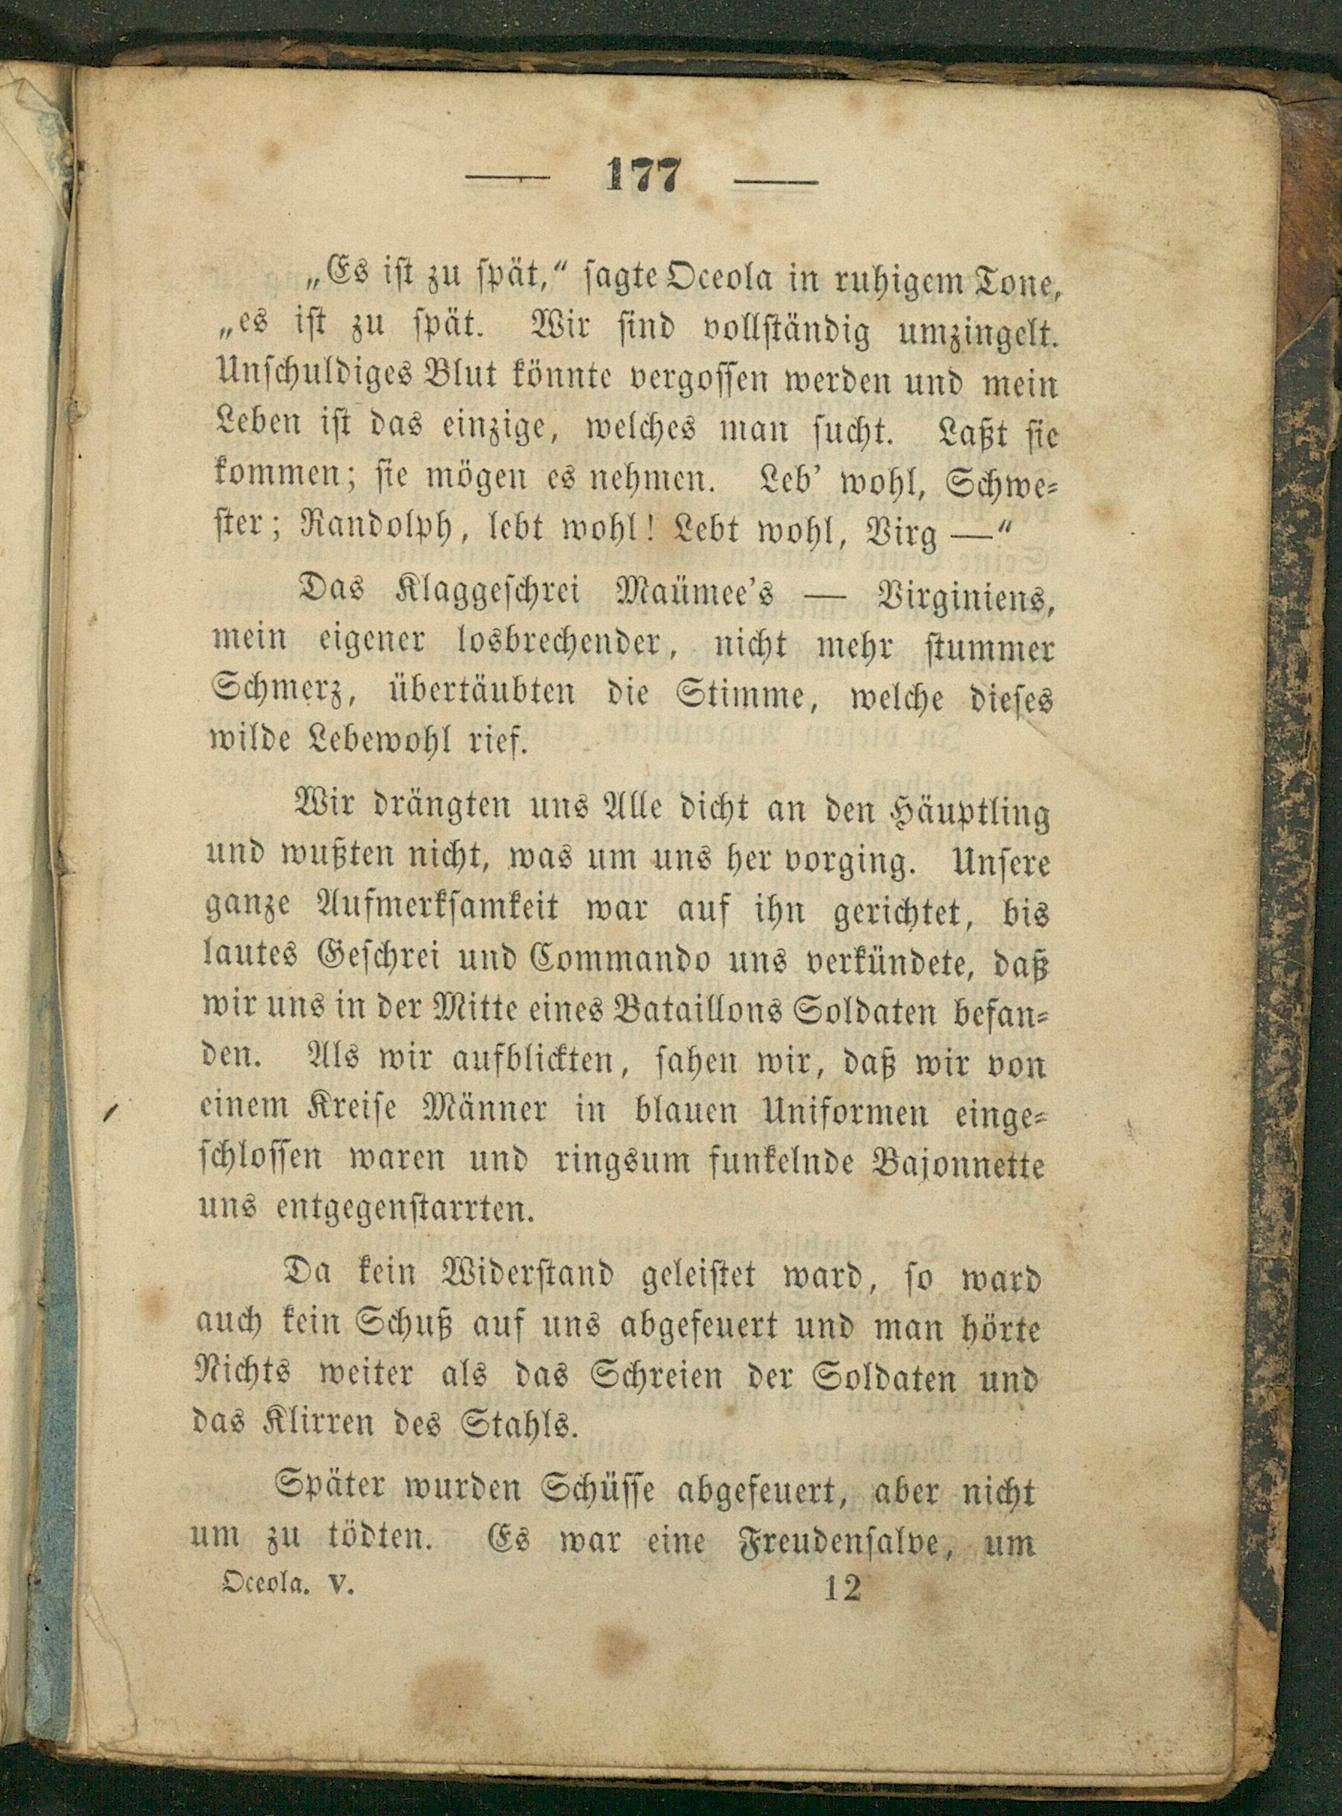 — 177 —
„Es ist zu spät,“ sagte Oceola in ruhigem Tone,
„es ist zu spät. Wir sind vollständig umzingelt.
Unschuldiges Blut könnte vergossen werden und mein
Leben ist das einzige, welches man sucht. Laßt sie
kommen; sie mögen es nehmen. Leb’ wohl, Schwe-
ster; Randolph, lebt wohl! Lebt wohl, Virg —“
Das Klaggeschrei Maümee’s — Virginiens,
mein eigener losbrechender, nicht mehr stummer
Schmerz, übertäubten die Stimme, welche dieses
wilde Lebewohl rief.
Wir drängten uns Alle dicht an den Häuptling
und wußten nicht, was um uns her vorging. Unsere
ganze Aufmerksamkeit war auf ihn gerichtet, bis
lautes Geschrei und Commando uns verkündete, daß
wir uns in der Mitte eines Bataillons Soldaten befan-
den. Als wir aufblickten, sahen wir, daß wir von
einem Kreise Männer in blauen Uniformen einge-
schlossen waren und ringsum funkelnde Bajonnette
uns entgegenstarrten.
Da kein Widerstand geleistet ward, so ward
auch kein Schuß auf uns abgefeuert und man hörte
Nichts weiter als das Schreien der Soldaten und
das Klirren des Stahls.
Später wurden Schüsse abgefeuert, aber nicht
um zu tödten. Es war eine Freudensalve, um
Oceola. V. 12